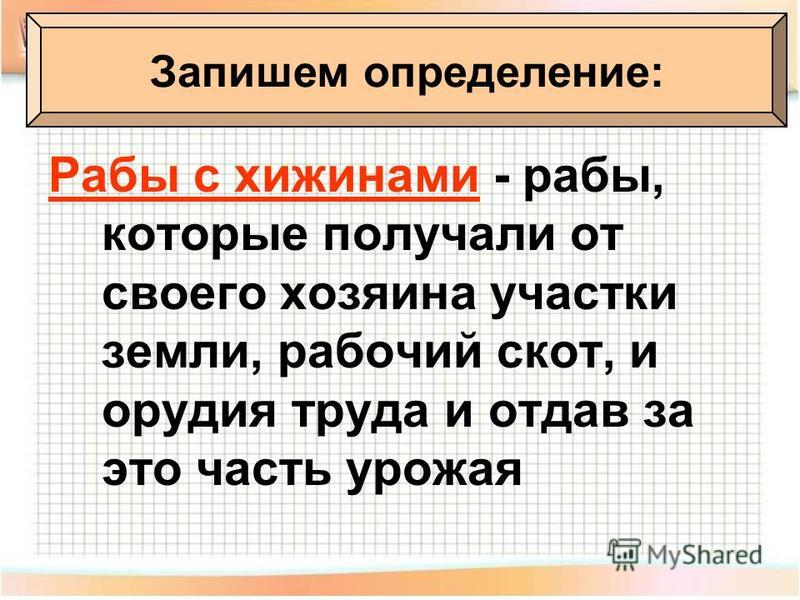 Запишем определение:
Рабы с хижинами - рабы,
которые получали от
своего хозяина участки
земли, рабочий скот, и
орудия труда и отдав за
это часть урожая
MyShared